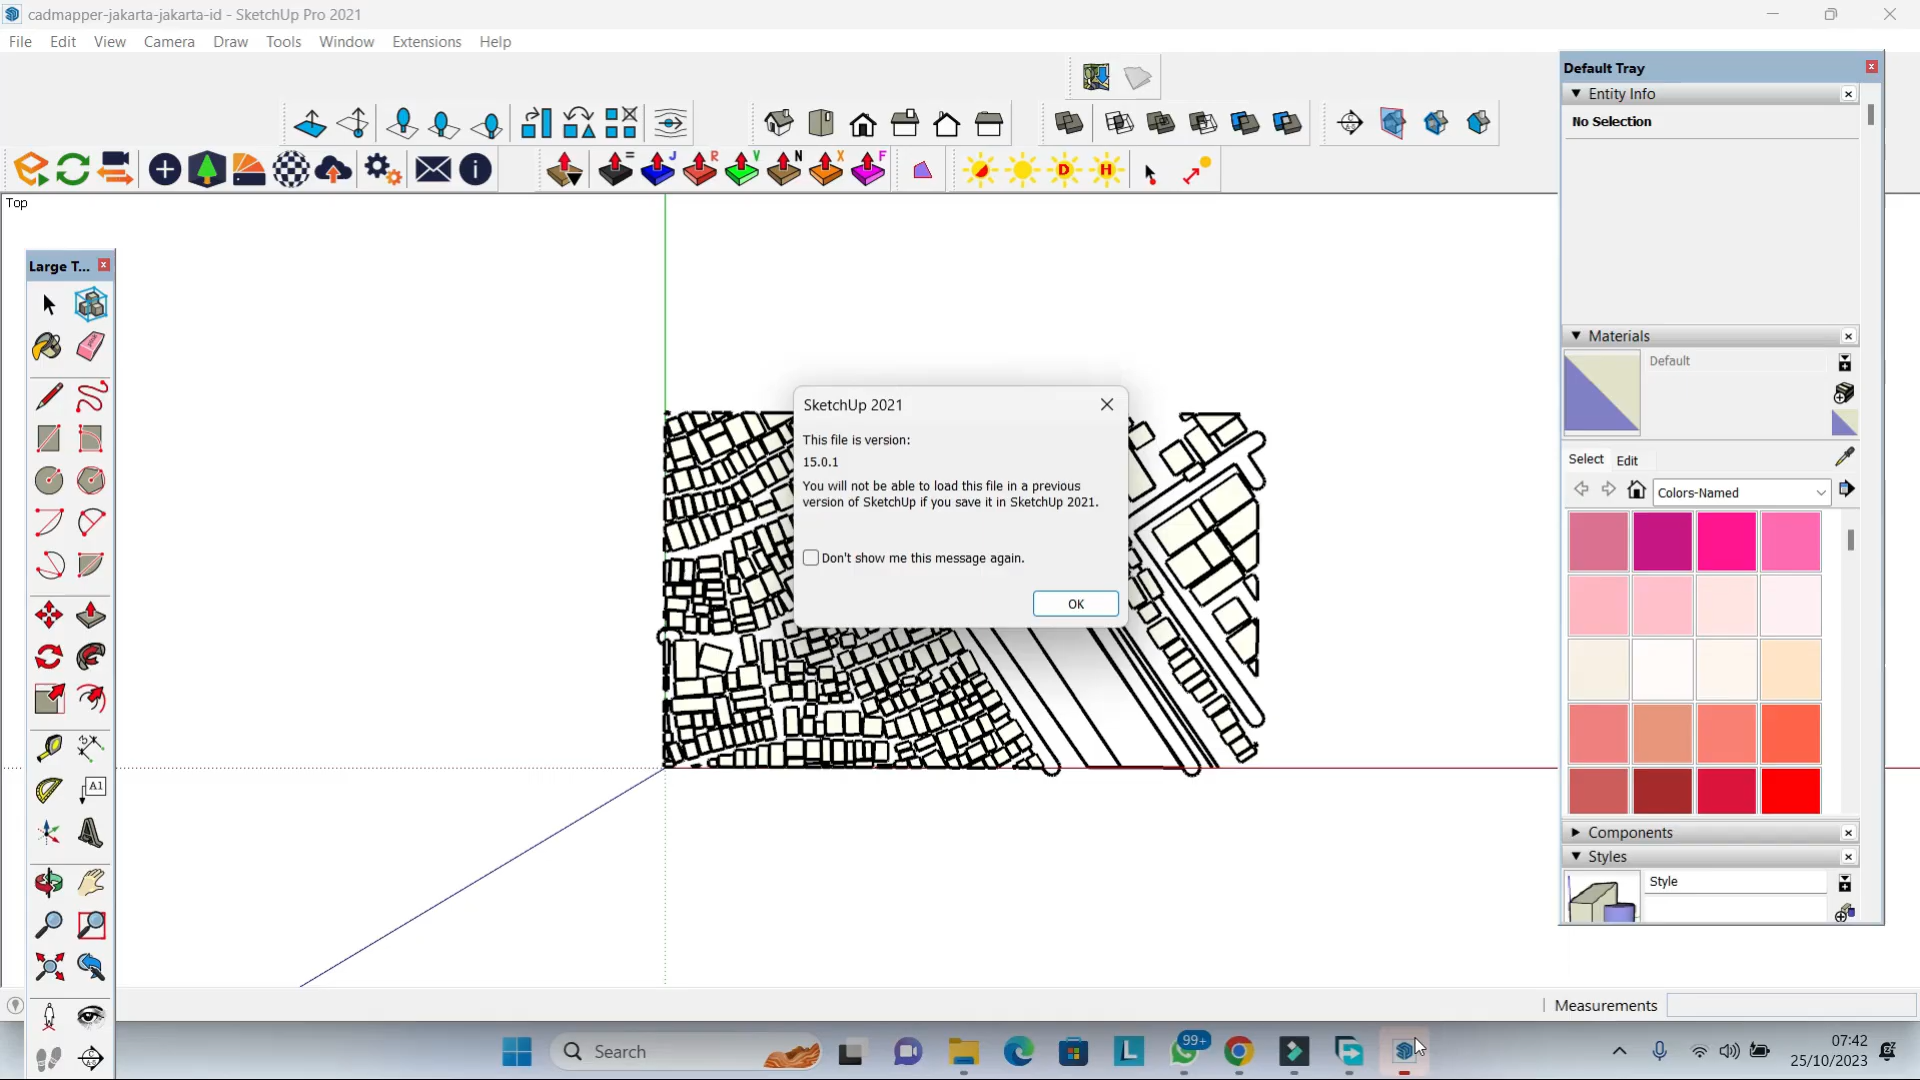 cadmapper-jakarta-jakarta-id - SketchUp Pro 2021
File Edit View Camera Draw Tools Window Extensions Help
Default Tray
Entity Info
No Selection
= J R V N X F
D H
Top
Large T...
SketchUp 2021
This file is version:
15.0.1
You will not be able to load this file in a previous
version of SketchUp if you save it in SketchUp 2021.
Don't show me this message again.
OK
Materials
Default
Select Edit
Colors-Named
A1
Components
Styles
Style
Measurements
Search
99+
L
07:42
25/10/2023